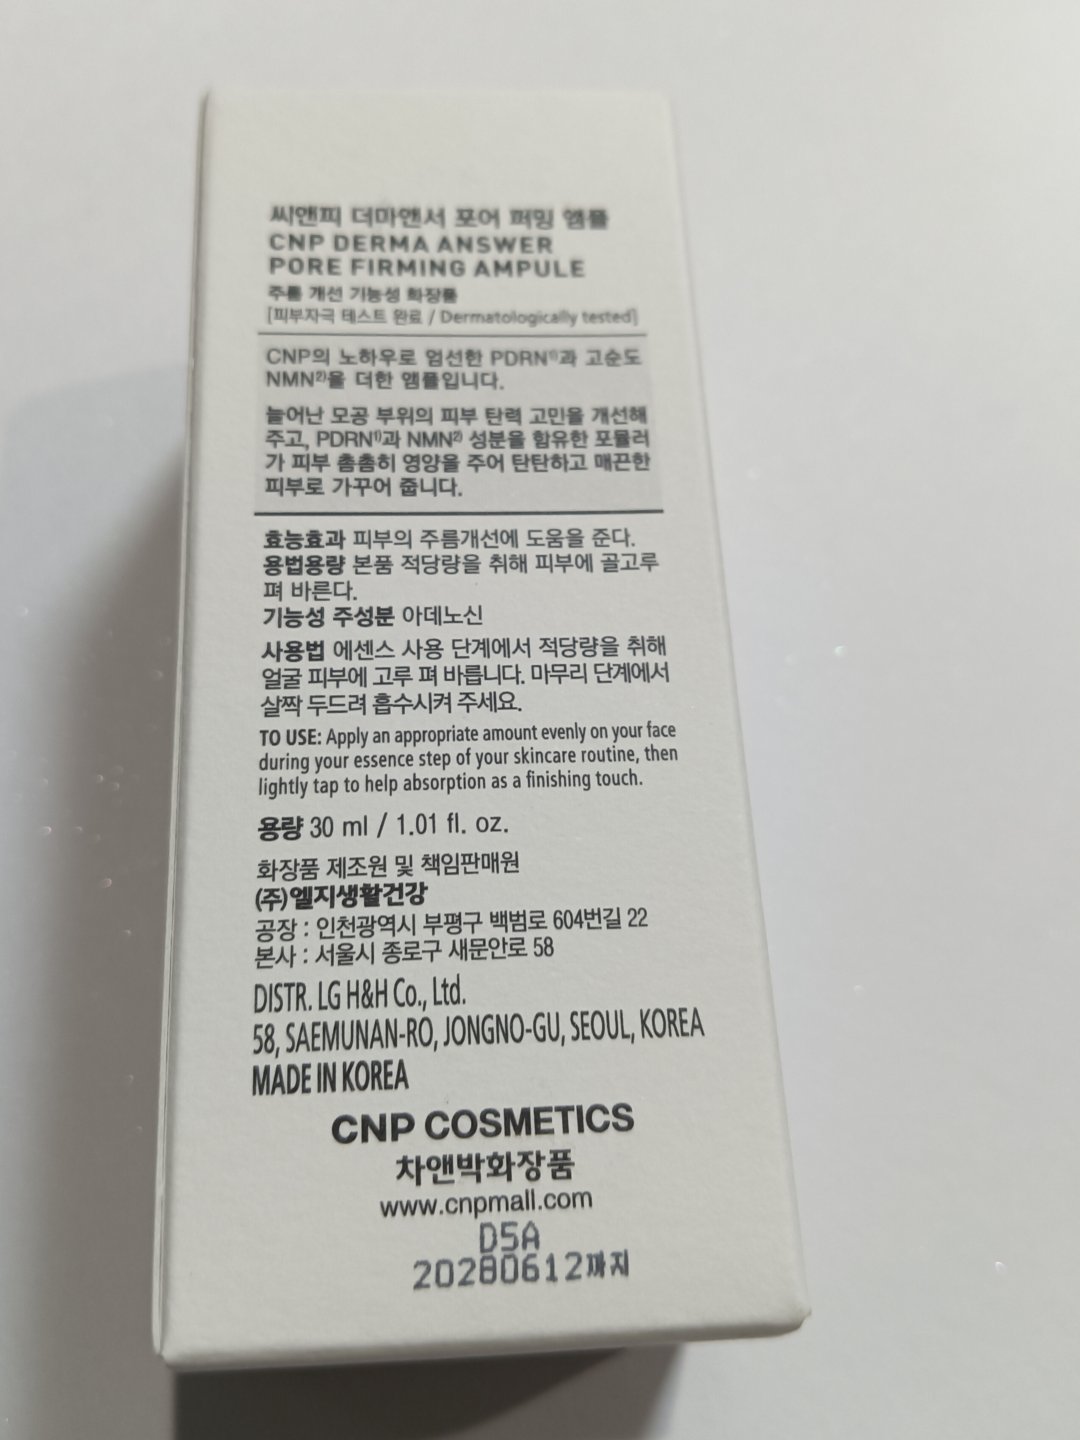 씨앤피 더마앤서 포어 퍼밍 앰플
CNP DERMA ANSWER
PORE FIRMING AMPULE
주름 개선 기능성 화장품
[피부자극 테스트 완료 / Dermatologically tested]
CNP의 노하우로 엄선한 PDRN¹⁾과 고순도
NMN²⁾을 더한 앰플입니다.
늘어난 모공 부위의 피부 탄력 고민을 개선해
주고, PDRN¹⁾과 NMN²⁾ 성분을 함유한 포뮬러
가 피부 촘촘히 영양을 주어 탄탄하고 매끈한
피부로 가꾸어 줍니다.
효능효과 피부의 주름개선에 도움을 준다.
용법용량 본품 적당량을 취해 피부에 골고루
펴 바른다.
기능성 주성분 아데노신
사용법 에센스 사용 단계에서 적당량을 취해
얼굴 피부에 고루 펴 바릅니다. 마무리 단계에서
살짝 두드려 흡수시켜 주세요.
TO USE: Apply an appropriate amount evenly on your face
during your essence step of your skincare routine, then
lightly tap to help absorption as a finishing touch.
용량 30 ml / 1.01 fl. oz.
화장품 제조원 및 책임판매원
(주)엘지생활건강
공장 : 인천광역시 부평구 백범로 604번길 22
본사 : 서울시 종로구 새문안로 58
DISTR. LG H&H Co., Ltd.
58, SAEMUNAN-RO, JONGNO-GU, SEOUL, KOREA
MADE IN KOREA
CNP COSMETICS
차앤박화장품
www.cnpmall.com
D5A
20280612까지